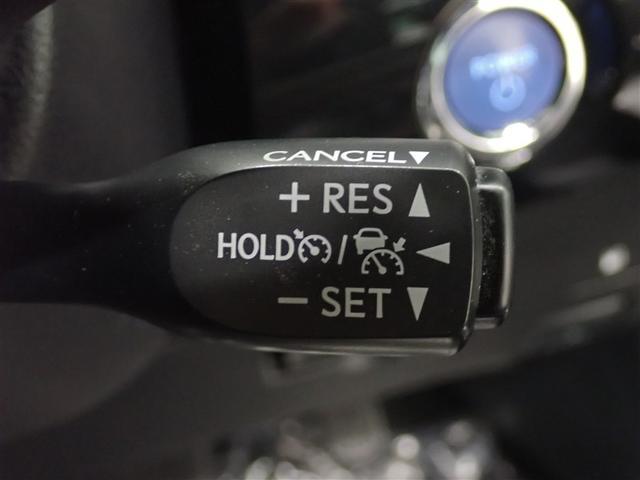 CANCEL▼
+ RES ▲
HOLD / ◀
− SET ▼